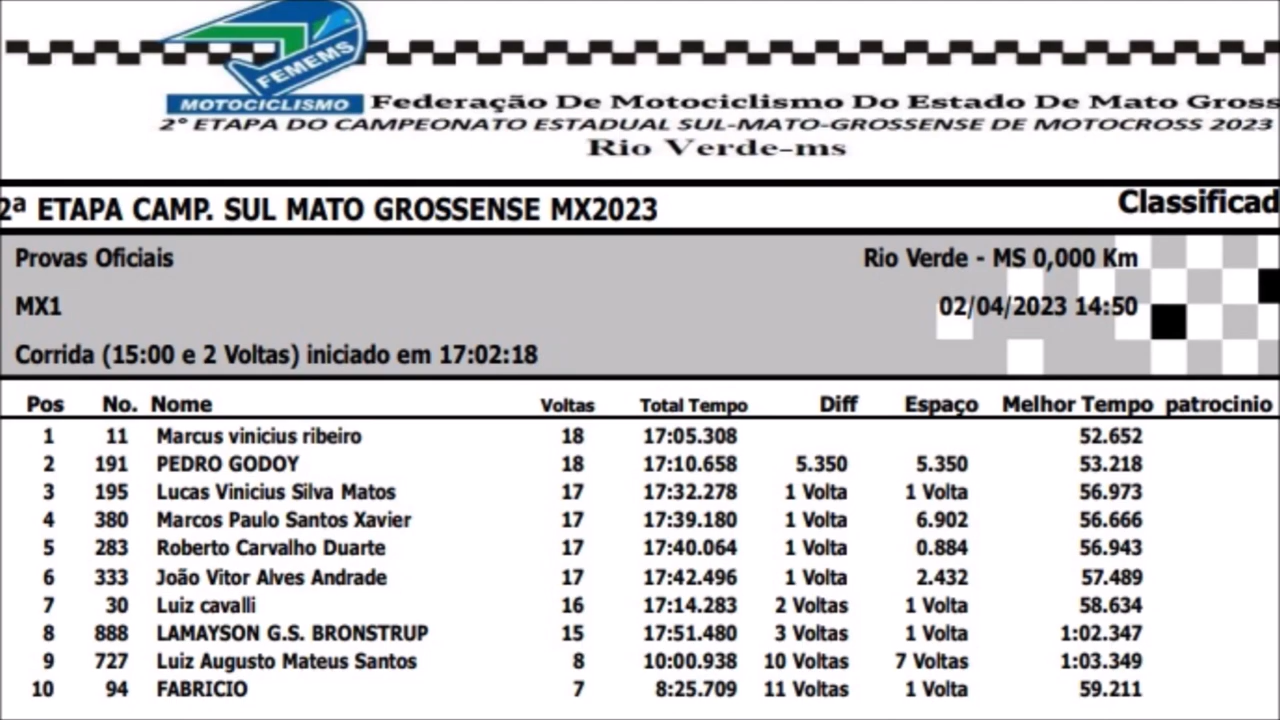 FEMEMS
MOTOCICLISMO
Federação De Motociclismo Do Estado De Mato Gross
2° ETAPA DO CAMPEONATO ESTADUAL SUL-MATO-GROSSENSE DE MOTOCROSS 2023
Rio Verde-ms
2ª ETAPA CAMP. SUL MATO GROSSENSE MX2023 Classificad
Provas Oficiais Rio Verde - MS 0,000 Km
MX1 02/04/2023 14:50
Corrida (15:00 e 2 Voltas) iniciado em 17:02:18
Pos No. Nome Voltas Total Tempo Diff Espaço Melhor Tempo patrocinio
1 11 Marcus vinicius ribeiro 18 17:05.308 52.652
2 191 PEDRO GODOY 18 17:10.658 5.350 5.350 53.218
3 195 Lucas Vinicius Silva Matos 17 17:32.278 1 Volta 1 Volta 56.973
4 380 Marcos Paulo Santos Xavier 17 17:39.180 1 Volta 6.902 56.666
5 283 Roberto Carvalho Duarte 17 17:40.064 1 Volta 0.884 56.943
6 333 João Vitor Alves Andrade 17 17:42.496 1 Volta 2.432 57.489
7 30 Luiz cavalli 16 17:14.283 2 Voltas 1 Volta 58.634
8 888 LAMAYSON G.S. BRONSTRUP 15 17:51.480 3 Voltas 1 Volta 1:02.347
9 727 Luiz Augusto Mateus Santos 8 10:00.938 10 Voltas 7 Voltas 1:03.349
10 94 FABRICIO 7 8:25.709 11 Voltas 1 Volta 59.211